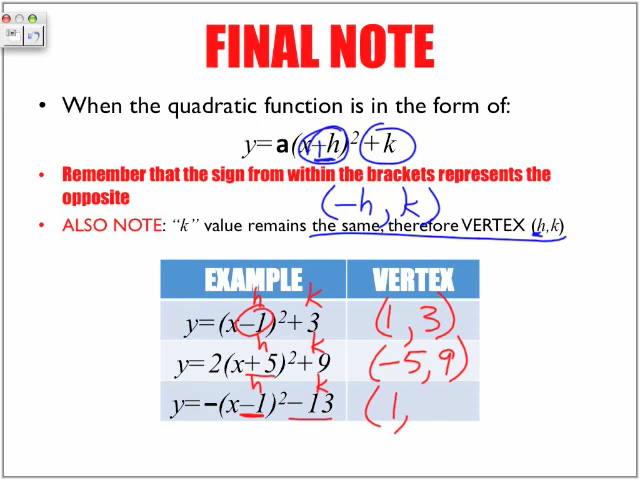 FINAL NOTE
• When the quadratic function is in the form of:
y=a(x+h)²+k
• Remember that the sign from within the brackets represents the
opposite
(-h, k)
• ALSO NOTE: “k” value remains the same, therefore VERTEX (h,k)
EXAMPLE VERTEX
h k
y=(x–1)²+3 (1, 3)
h k
y=2(x+5)²+9 (-5, 9)
h k
y=–(x–1)²–13 (1,